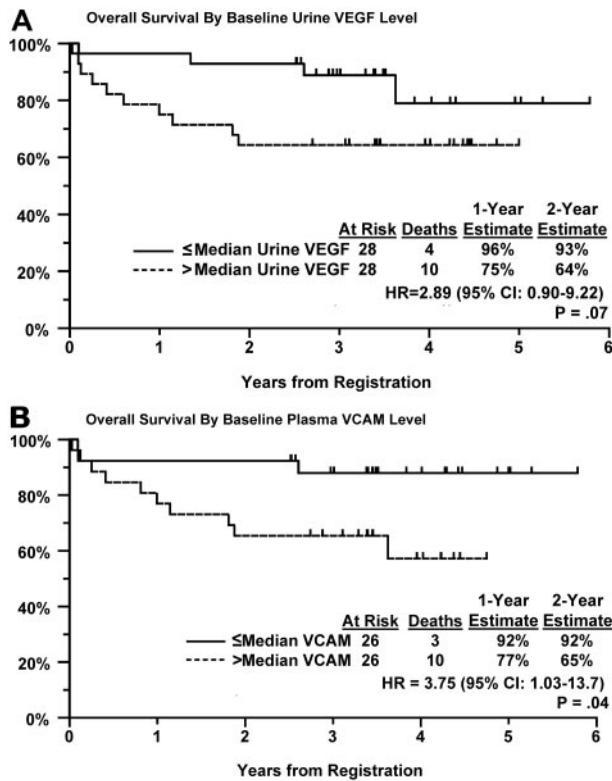 A
Overall Survival By Baseline Urine VEGF Level
100%
80%
60%
40%
20%
0%
1-Year 2-Year
At Risk Deaths Estimate Estimate
≤Median Urine VEGF 28 4 96% 93%
>Median Urine VEGF 28 10 75% 64%
HR=2.89 (95% CI: 0.90-9.22)
P = .07
0 1 2 3 4 5 6
Years from Registration
B
Overall Survival By Baseline Plasma VCAM Level
100%
80%
60%
40%
20%
0%
1-Year 2-Year
At Risk Deaths Estimate Estimate
≤Median VCAM 26 3 92% 92%
>Median VCAM 26 10 77% 65%
HR = 3.75 (95% CI: 1.03-13.7)
P = .04
0 1 2 3 4 5 6
Years from Registration